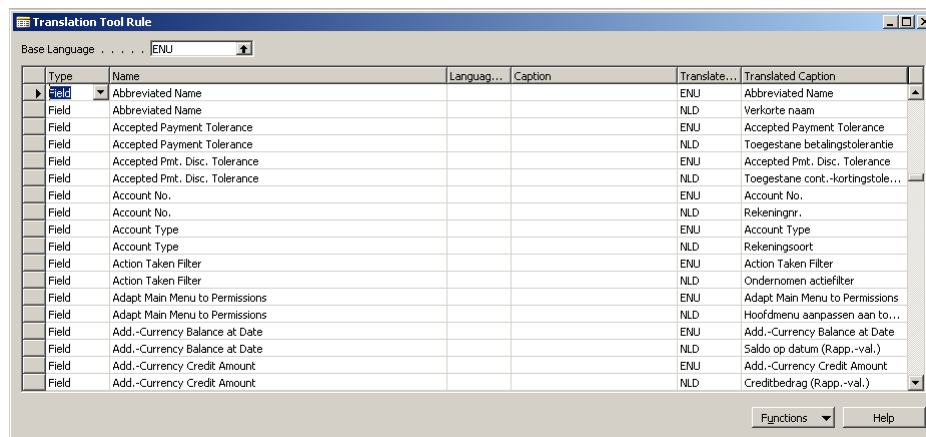 Translation Tool Rule
Base Language . . . . . ENU
Type Name Languag... Caption Translate... Translated Caption
Field Abbreviated Name ENU Abbreviated Name
Field Abbreviated Name NLD Verkorte naam
Field Accepted Payment Tolerance ENU Accepted Payment Tolerance
Field Accepted Payment Tolerance NLD Toegestane betalingstolerantie
Field Accepted Pmt. Disc. Tolerance ENU Accepted Pmt. Disc. Tolerance
Field Accepted Pmt. Disc. Tolerance NLD Toegestane cont.-kortingstole...
Field Account No. ENU Account No.
Field Account No. NLD Rekeningnr.
Field Account Type ENU Account Type
Field Account Type NLD Rekeningsoort
Field Action Taken Filter ENU Action Taken Filter
Field Action Taken Filter NLD Ondernomen actiefilter
Field Adapt Main Menu to Permissions ENU Adapt Main Menu to Permissions
Field Adapt Main Menu to Permissions NLD Hoofdmenu aanpassen aan to...
Field Add.-Currency Balance at Date ENU Add.-Currency Balance at Date
Field Add.-Currency Balance at Date NLD Saldo op datum (Rapp.-val.)
Field Add.-Currency Credit Amount ENU Add.-Currency Credit Amount
Field Add.-Currency Credit Amount NLD Creditbedrag (Rapp.-val.)
Functions Help